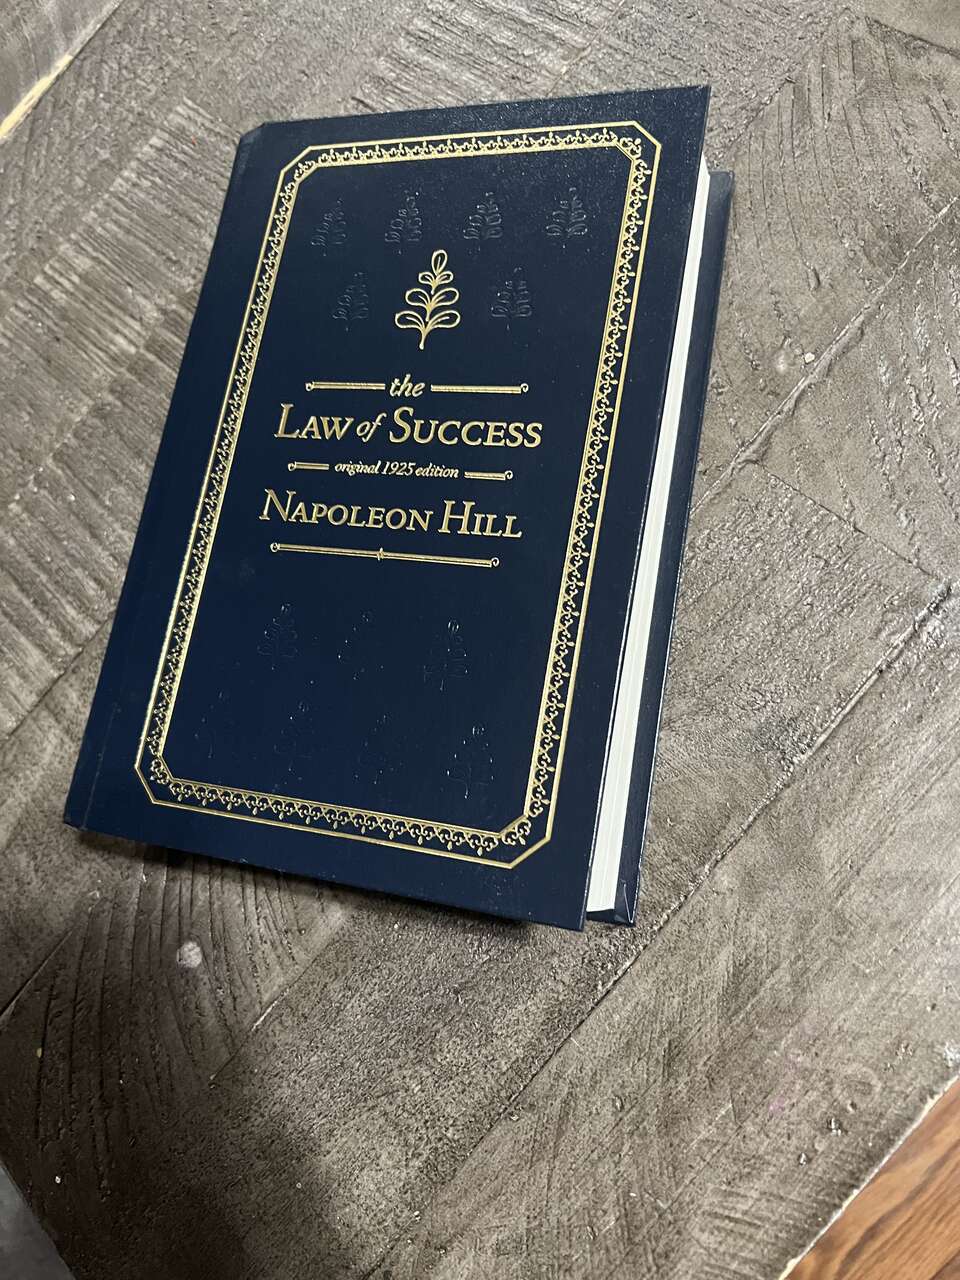 the
LAW of SUCCESS
original 1925 edition
NAPOLEON HILL